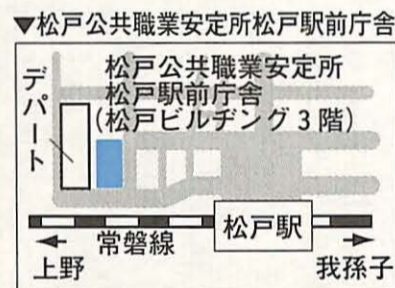 ▼松戸公共職業安定所松戸駅前庁舎
デパート
松戸公共職業安定所
松戸駅前庁舎
(松戸ビルヂング3階)
松戸駅
常磐線
上野
我孫子